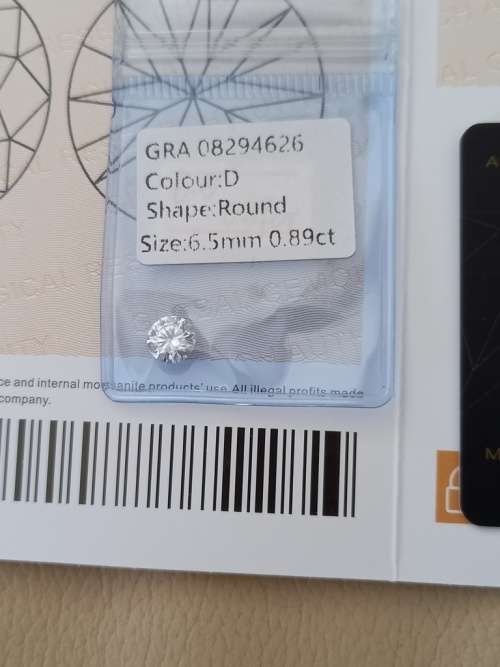 GRA 08294626
Colour:D
Shape:Round
Size:6.5mm 0.89ct
ce and internal moissanite products' use. All illegal profits made
company.